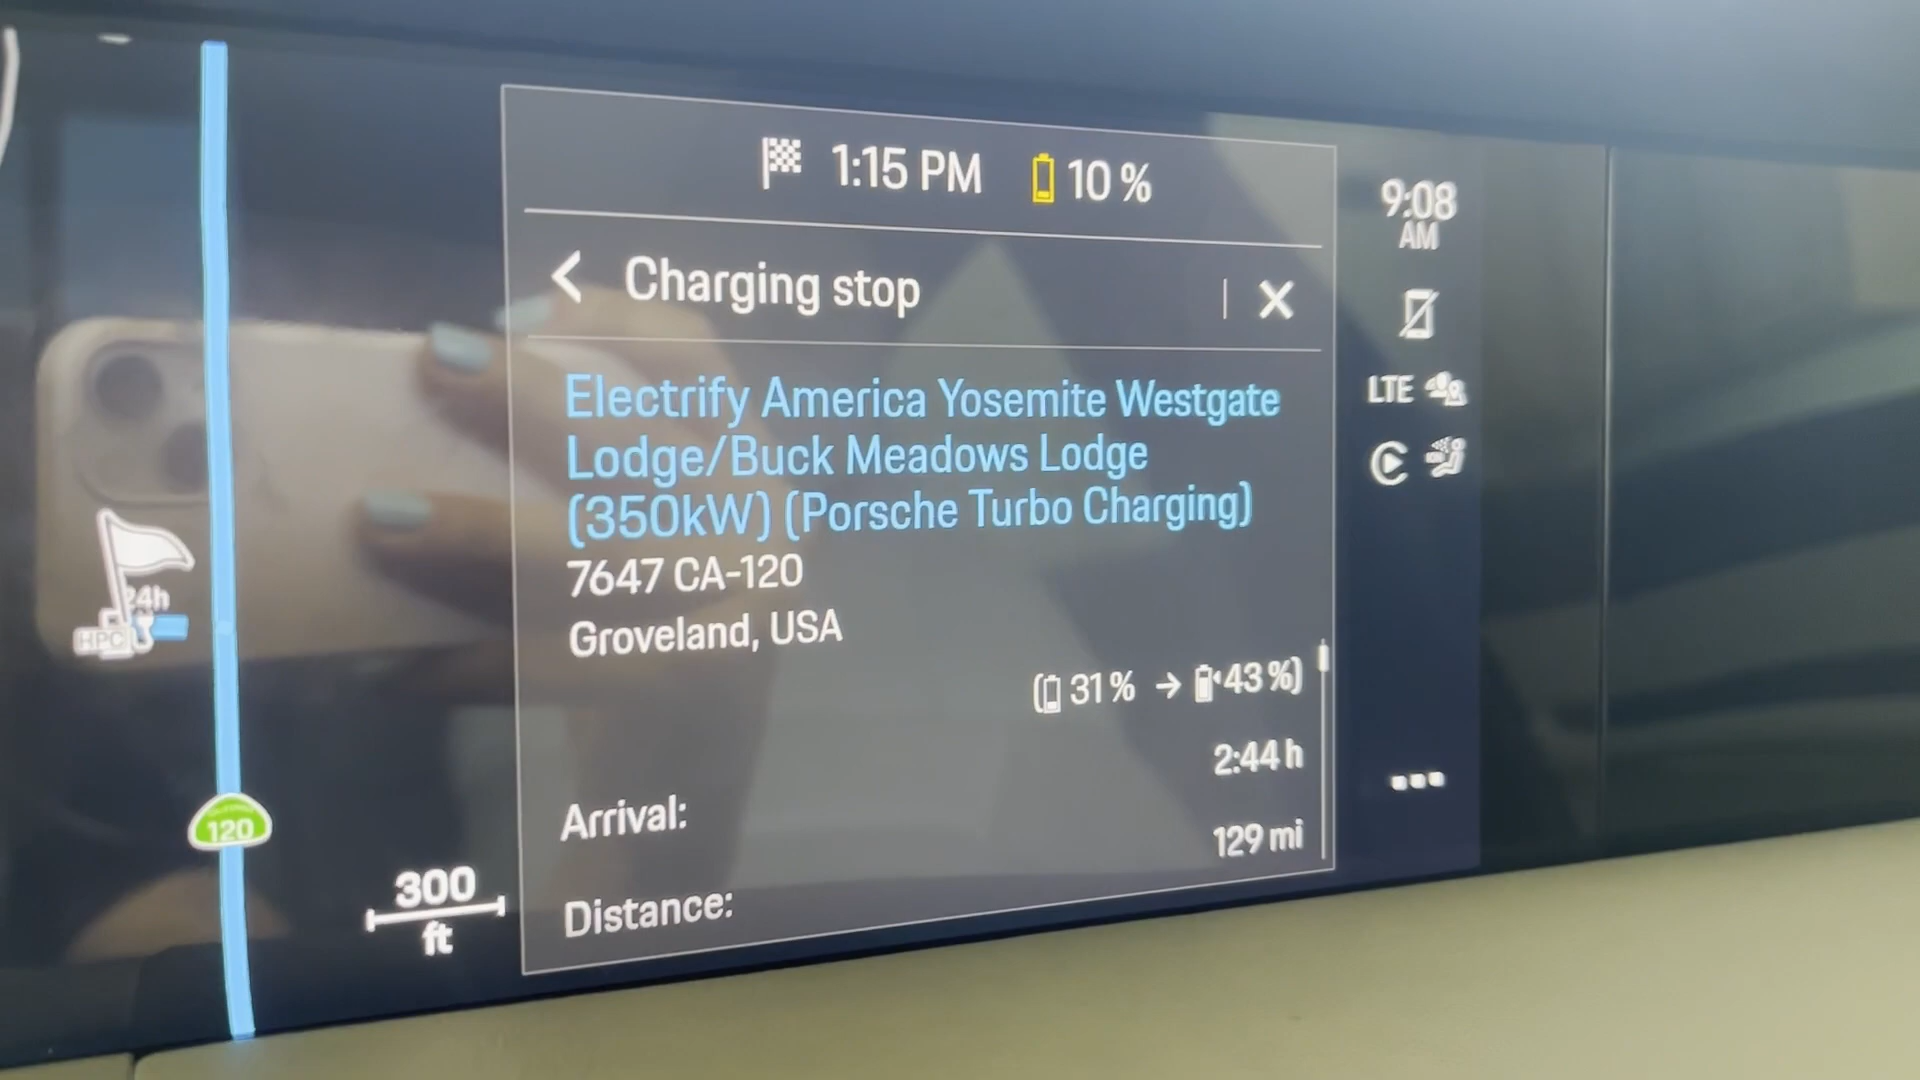 1:15 PM 10 %
Charging stop
Electrify America Yosemite Westgate
Lodge/Buck Meadows Lodge
(350kW) (Porsche Turbo Charging)
7647 CA-120
Groveland, USA
(31 % → 43 %)
2:44 h
Arrival:
129 mi
Distance:
9:08
AM
LTE
24h
HPC
120
300
ft